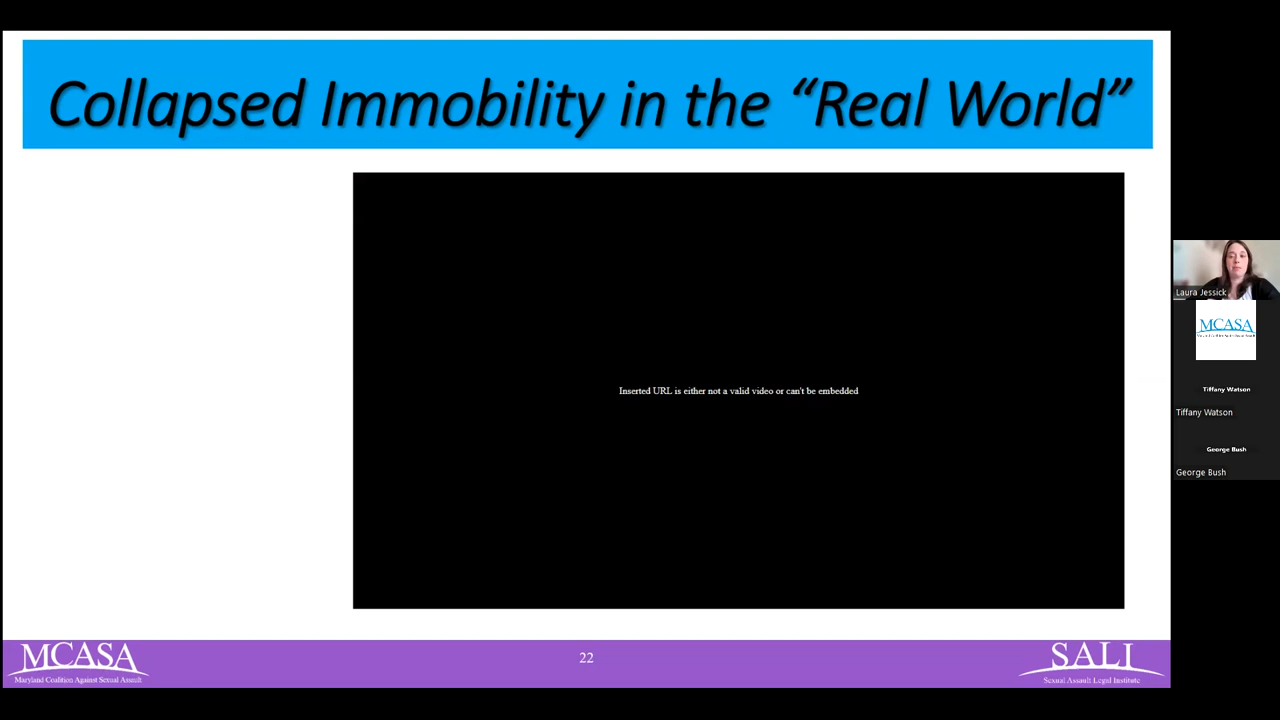 Collapsed Immobility in the “Real World”
Inserted URL is either not a valid video or can't be embedded
Laura Jessick
MCASA
Tiffany Watson
Tiffany Watson
George Bush
George Bush
MCASA
Maryland Coalition Against Sexual Assault
22
SALI
Sexual Assault Legal Institute